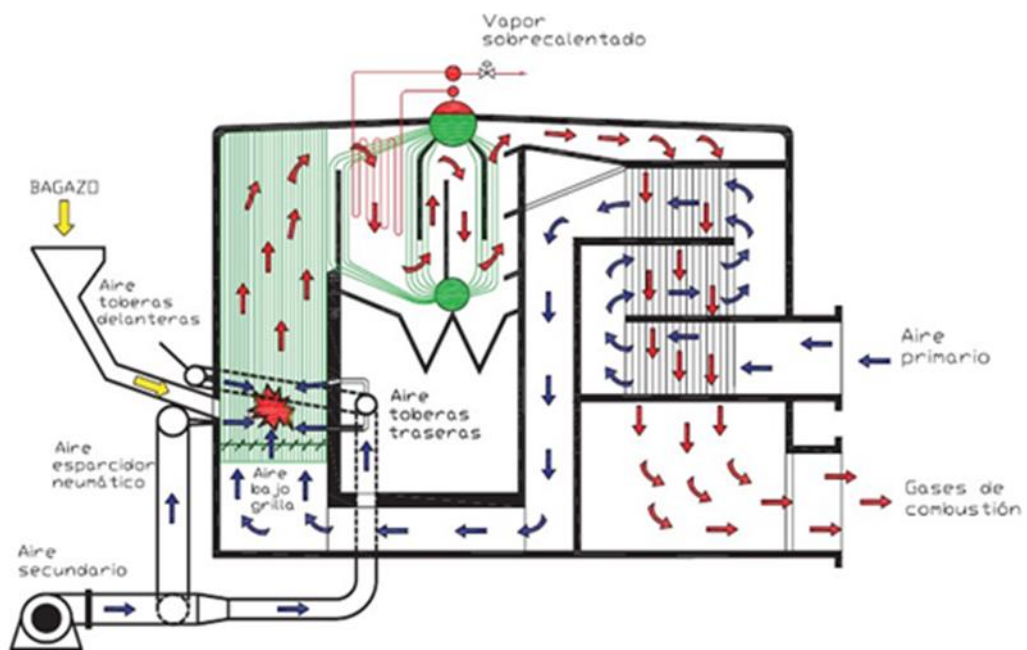 Vapor
sobrecalentado
BAGAZO
Aire
toberas
delanteras
Aire
primario
Aire
toberas
traseras
Aire
esparcidor
neumático
Aire
bajo
grilla
Gases de
combustión
Aire
secundario